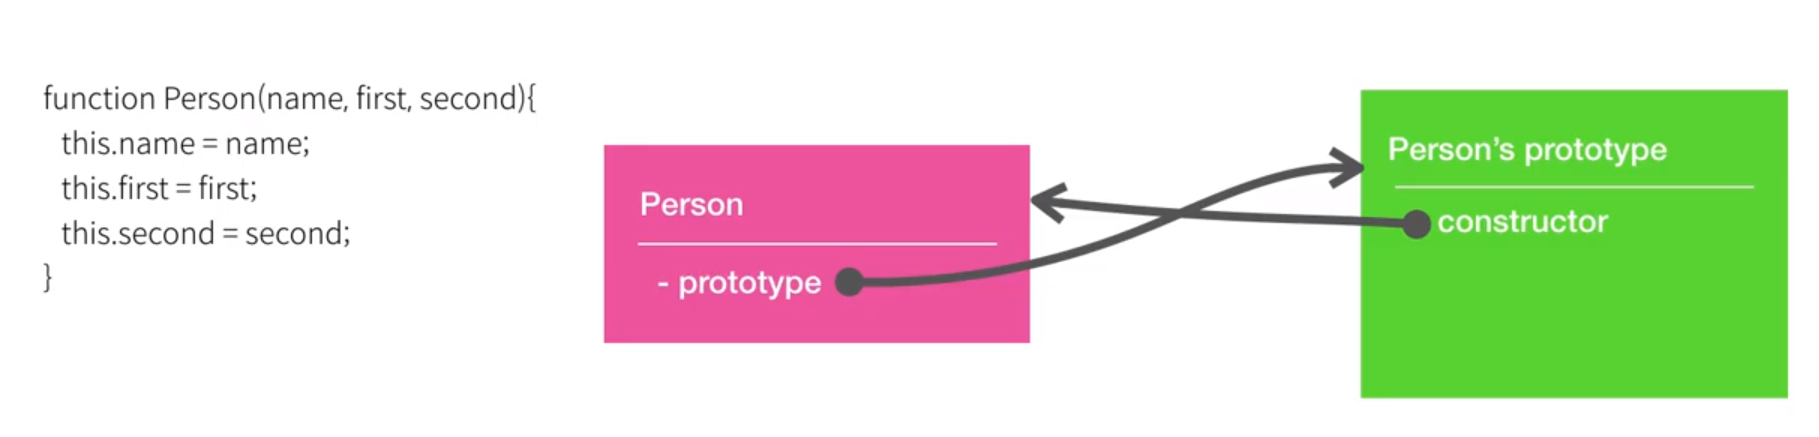 function Person(name, first, second){
this.name = name;
this.first = first;
this.second = second;
}
Person
- prototype
Person’s prototype
constructor